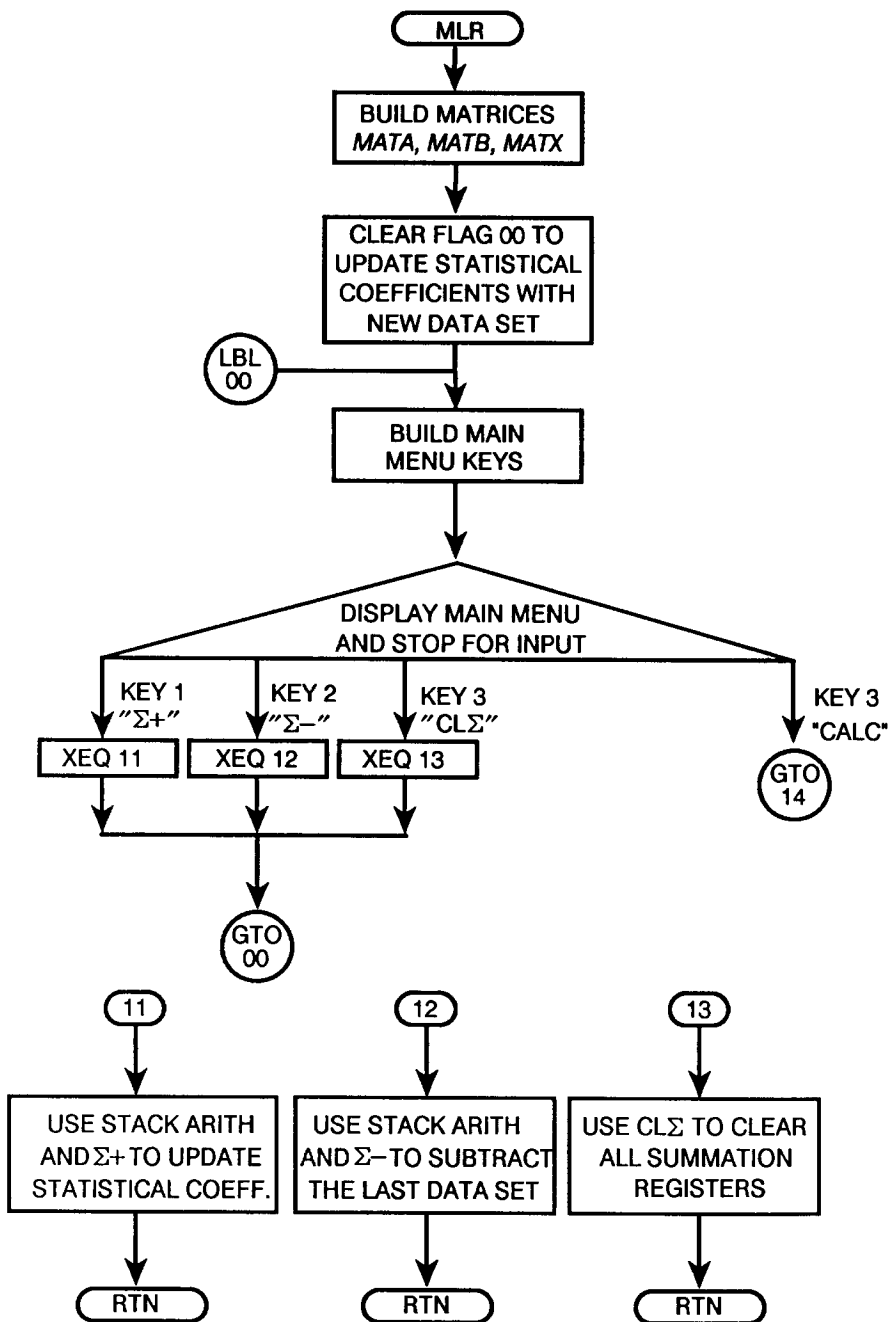 MLR
BUILD MATRICES
MATA, MATB, MATX
CLEAR FLAG 00 TO
UPDATE STATISTICAL
COEFFICIENTS WITH
NEW DATA SET
LBL
00
BUILD MAIN
MENU KEYS
DISPLAY MAIN MENU
AND STOP FOR INPUT
KEY 1
"Σ+"
XEQ 11
KEY 2
"Σ−"
XEQ 12
KEY 3
"CLΣ"
XEQ 13
KEY 3
"CALC"
GTO
14
GTO
00
11
USE STACK ARITH
AND Σ+ TO UPDATE
STATISTICAL COEFF.
RTN
12
USE STACK ARITH
AND Σ− TO SUBTRACT
THE LAST DATA SET
RTN
13
USE CLΣ TO CLEAR
ALL SUMMATION
REGISTERS
RTN